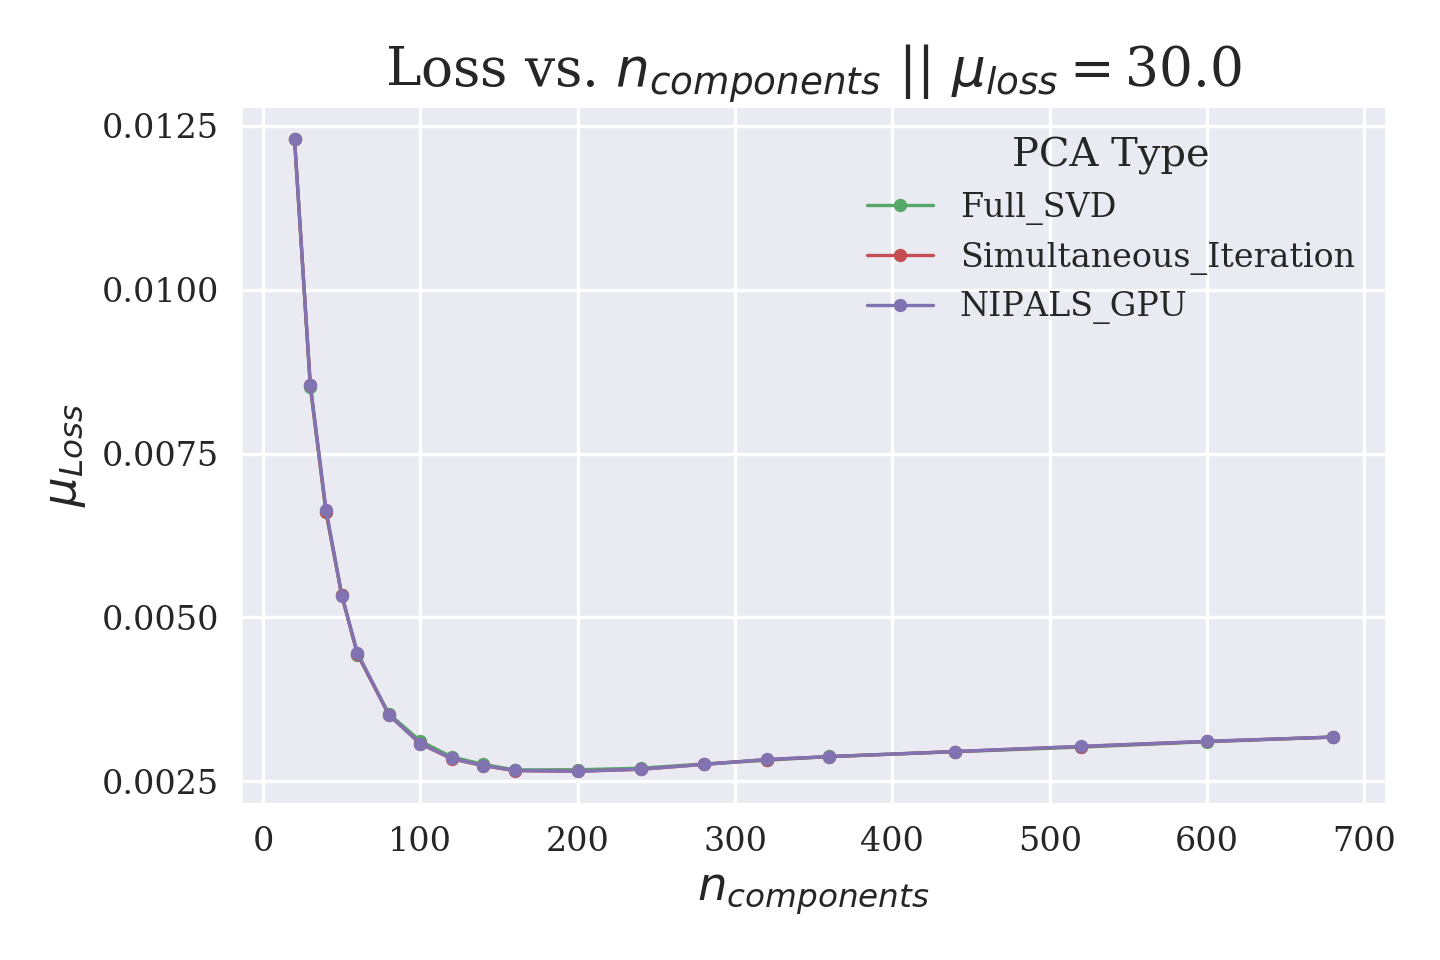 Loss vs. n_components || μ_loss = 30.0
PCA Type
Full_SVD
Simultaneous_Iteration
NIPALS_GPU
0.0125
0.0100
0.0075
0.0050
0.0025
μ_Loss
0 100 200 300 400 500 600 700
n_components